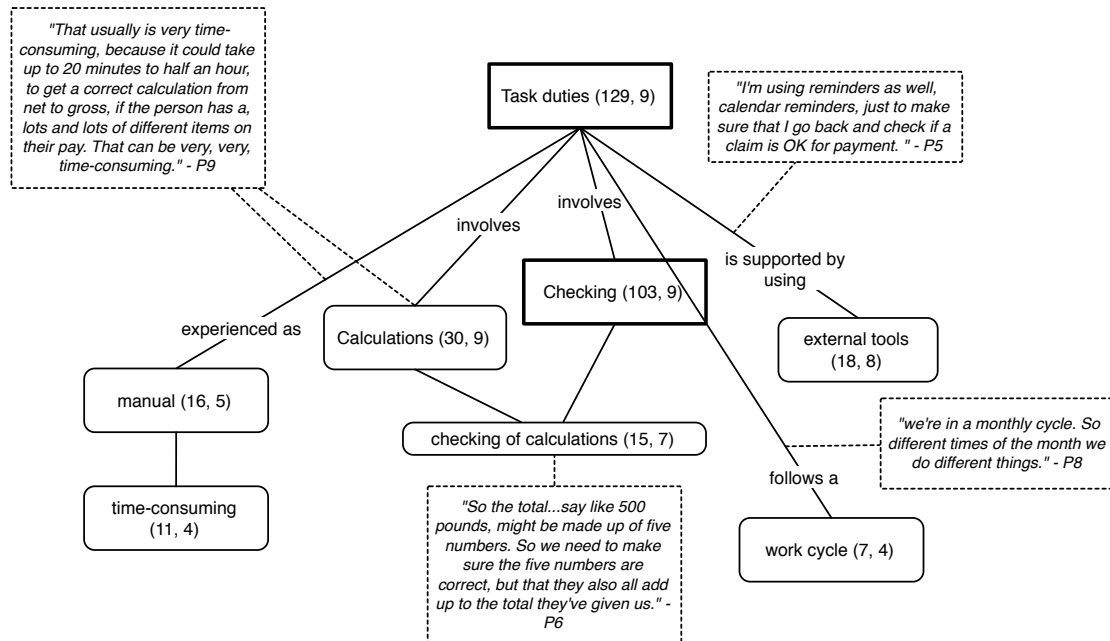 "That usually is very time-
consuming, because it could take
up to 20 minutes to half an hour,
to get a correct calculation from
net to gross, if the person has a,
lots and lots of different items on
their pay. That can be very, very,
time-consuming." - P9
Task duties (129, 9)
"I'm using reminders as well,
calendar reminders, just to make
sure that I go back and check if a
claim is OK for payment. " - P5
involves
involves
is supported by
using
Checking (103, 9)
experienced as
Calculations (30, 9)
external tools
(18, 8)
manual (16, 5)
checking of calculations (15, 7)
"we're in a monthly cycle. So
different times of the month we
do different things." - P8
follows a
time-consuming
(11, 4)
"So the total...say like 500
pounds, might be made up of five
numbers. So we need to make
sure the five numbers are
correct, but that they also all add
up to the total they've given us." -
P6
work cycle (7, 4)